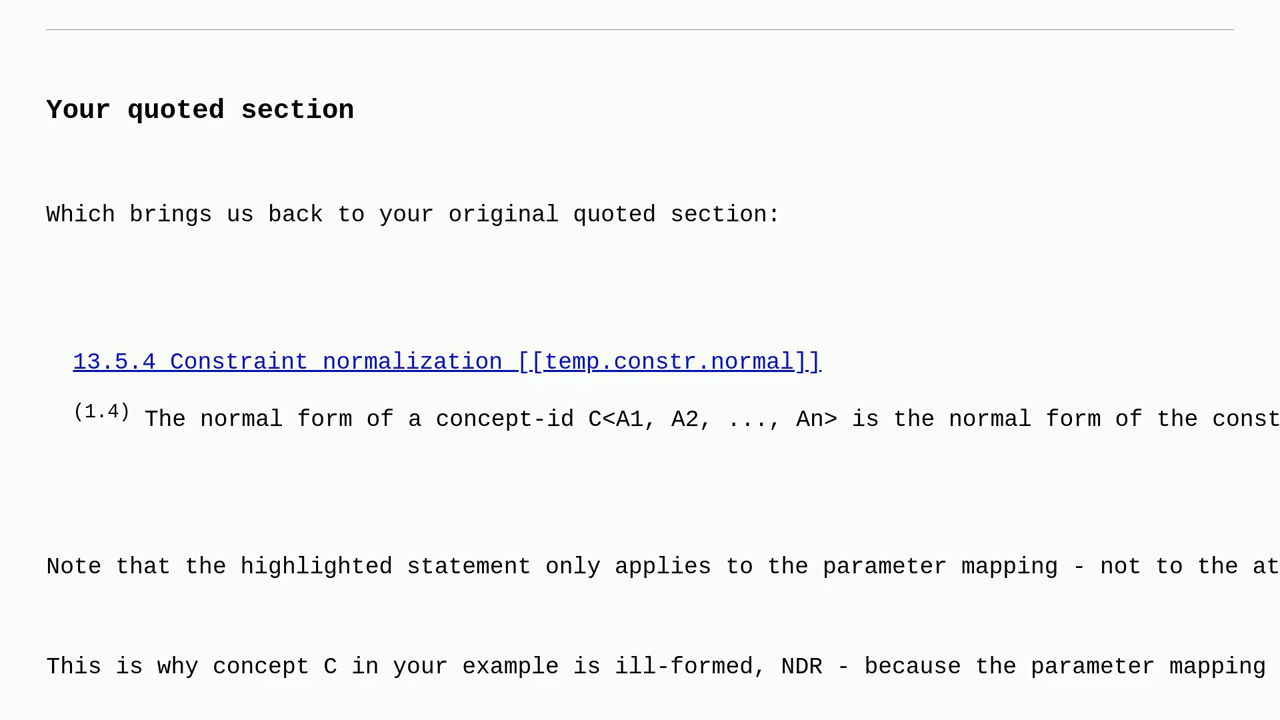 Your quoted section
Which brings us back to your original quoted section:
13.5.4 Constraint normalization [[temp.constr.normal]]
(1.4) The normal form of a concept-id C<A1, A2, ..., An> is the normal form of the const
Note that the highlighted statement only applies to the parameter mapping - not to the at
This is why concept C in your example is ill-formed, NDR - because the parameter mapping